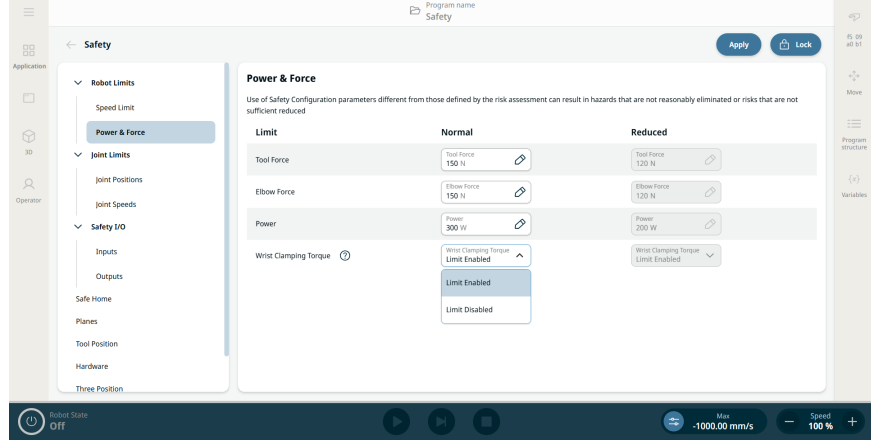 Program name
Safety
Safety
Apply
Lock
f5 09
a0 b1
Application
3D
Operator
Move
Program
structure
{x}
Variables
Robot Limits
Speed Limit
Power & Force
Joint Limits
Joint Positions
Joint Speeds
Safety I/O
Inputs
Outputs
Safe Home
Planes
Tool Position
Hardware
Three Position
Power & Force
Use of Safety Configuration parameters different from those defined by the risk assessment can result in hazards that are not reasonably eliminated or risks that are not
sufficient reduced
Limit Normal Reduced
Tool Force
Tool Force
150 N
Tool Force
120 N
Elbow Force
Elbow Force
150 N
Elbow Force
120 N
Power
Power
300 W
Power
200 W
Wrist Clamping Torque ?
Wrist Clamping Torque
Limit Enabled
Wrist Clamping Torque
Limit Enabled
Limit Enabled
Limit Disabled
Robot State
Off
Max
-1000.00 mm/s
Speed
100 %